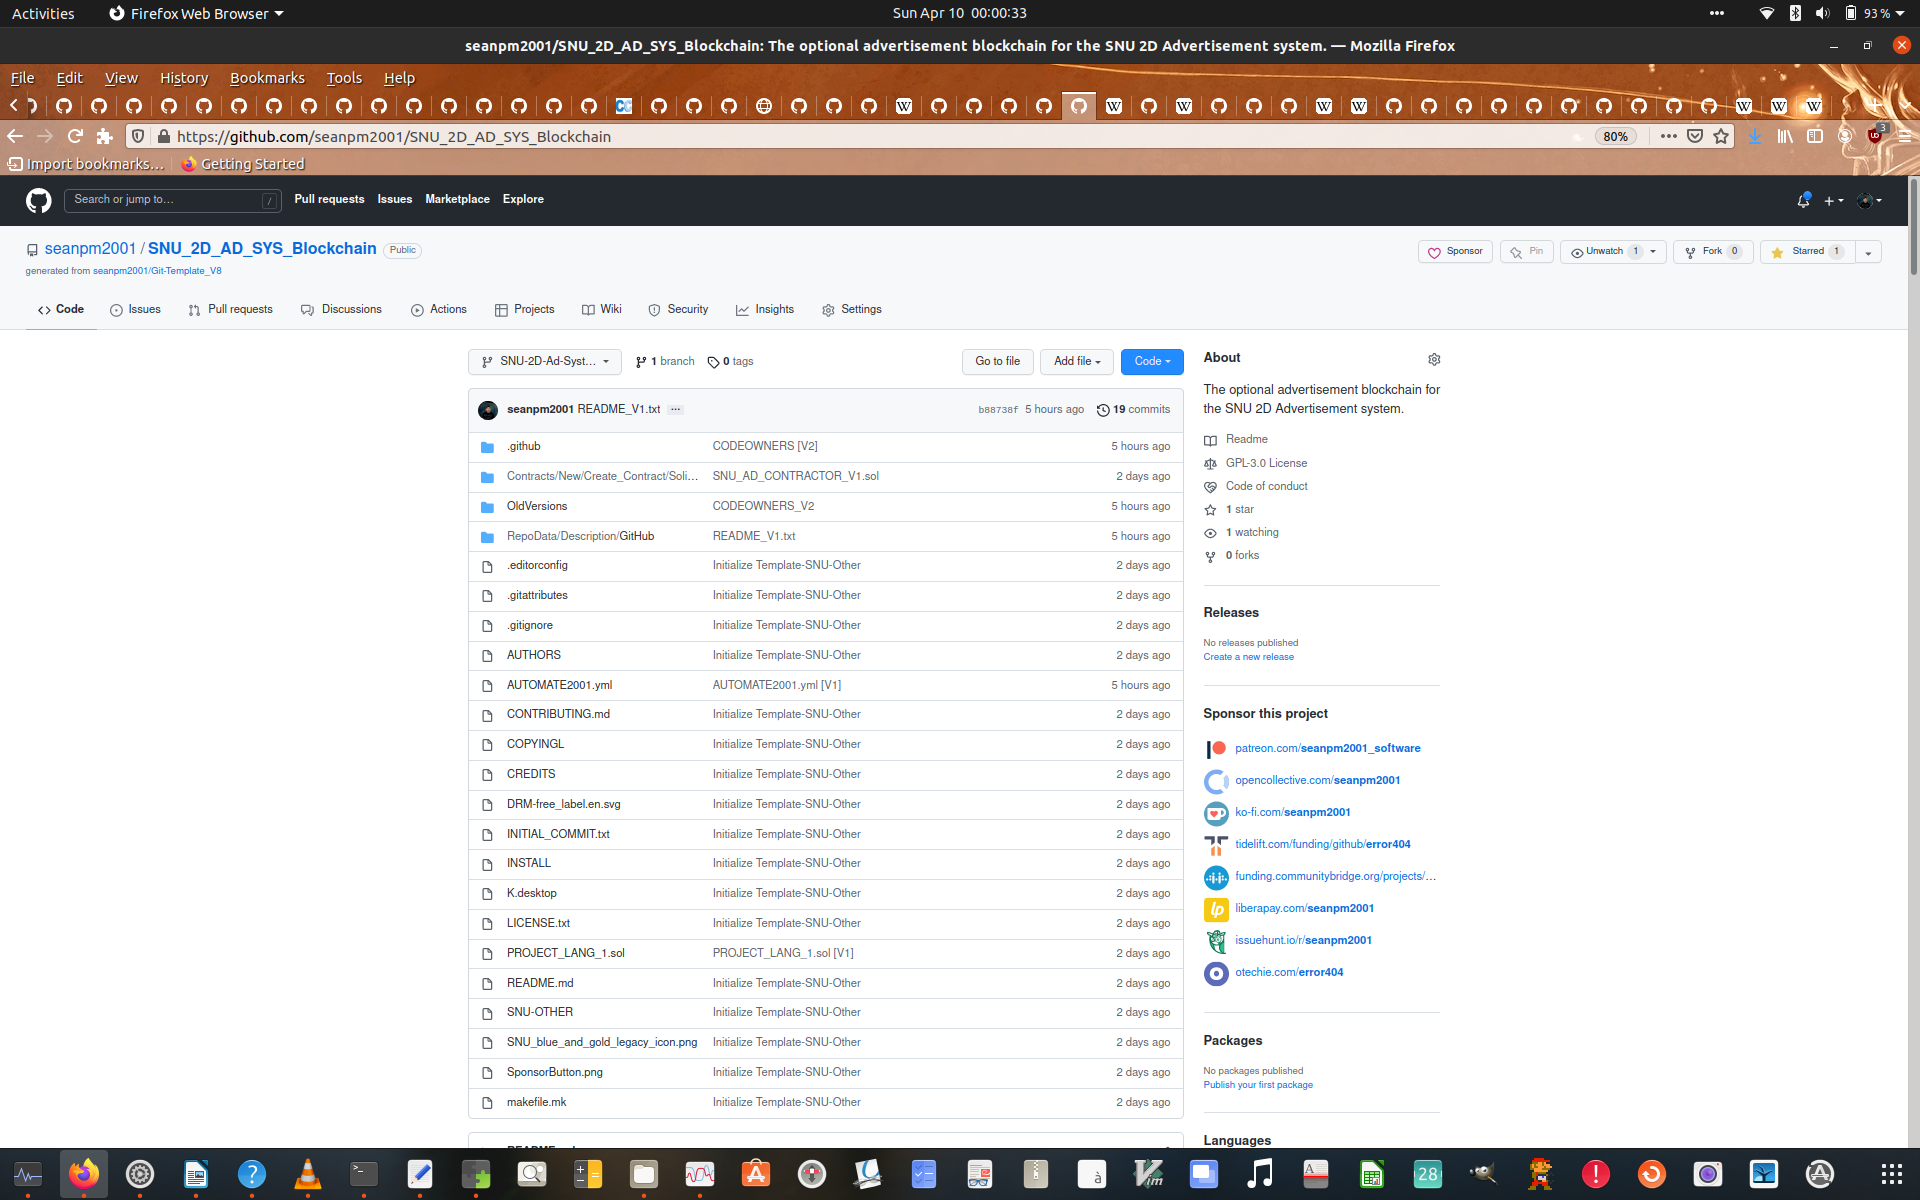 Activities Firefox Web Browser Sun Apr 10 00:00:33 93 %
seanpm2001/SNU_2D_AD_SYS_Blockchain: The optional advertisement blockchain for the SNU 2D Advertisement system. — Mozilla Firefox
File Edit View History Bookmarks Tools Help
https://github.com/seanpm2001/SNU_2D_AD_SYS_Blockchain 80% 3
Import bookmarks... Getting Started
Search or jump to... / Pull requests Issues Marketplace Explore
seanpm2001 / SNU_2D_AD_SYS_Blockchain Public
Sponsor Pin Unwatch 1 Fork 0 Starred 1
generated from seanpm2001/Git-Template_V8
Code Issues Pull requests Discussions Actions Projects Wiki Security Insights Settings
SNU-2D-Ad-Syst... 1 branch 0 tags Go to file Add file Code
seanpm2001 README_V1.txt ... b88738f 5 hours ago 19 commits
.github CODEOWNERS [V2] 5 hours ago
Contracts/New/Create_Contract/Soli... SNU_AD_CONTRACTOR_V1.sol 2 days ago
OldVersions CODEOWNERS_V2 5 hours ago
RepoData/Description/GitHub README_V1.txt 5 hours ago
.editorconfig Initialize Template-SNU-Other 2 days ago
.gitattributes Initialize Template-SNU-Other 2 days ago
.gitignore Initialize Template-SNU-Other 2 days ago
AUTHORS Initialize Template-SNU-Other 2 days ago
AUTOMATE2001.yml AUTOMATE2001.yml [V1] 5 hours ago
CONTRIBUTING.md Initialize Template-SNU-Other 2 days ago
COPYINGL Initialize Template-SNU-Other 2 days ago
CREDITS Initialize Template-SNU-Other 2 days ago
DRM-free_label.en.svg Initialize Template-SNU-Other 2 days ago
INITIAL_COMMIT.txt Initialize Template-SNU-Other 2 days ago
INSTALL Initialize Template-SNU-Other 2 days ago
K.desktop Initialize Template-SNU-Other 2 days ago
LICENSE.txt Initialize Template-SNU-Other 2 days ago
PROJECT_LANG_1.sol PROJECT_LANG_1.sol [V1] 2 days ago
README.md Initialize Template-SNU-Other 2 days ago
SNU-OTHER Initialize Template-SNU-Other 2 days ago
SNU_blue_and_gold_legacy_icon.png Initialize Template-SNU-Other 2 days ago
SponsorButton.png Initialize Template-SNU-Other 2 days ago
makefile.mk Initialize Template-SNU-Other 2 days ago
About
The optional advertisement blockchain for
the SNU 2D Advertisement system.
Readme
GPL-3.0 License
Code of conduct
1 star
1 watching
0 forks
Releases
No releases published
Create a new release
Sponsor this project
patreon.com/seanpm2001_software
opencollective.com/seanpm2001
ko-fi.com/seanpm2001
tidelift.com/funding/github/error404
funding.communitybridge.org/projects/...
liberapay.com/seanpm2001
issuehunt.io/r/seanpm2001
otechie.com/error404
Packages
No packages published
Publish your first package
Languages
28